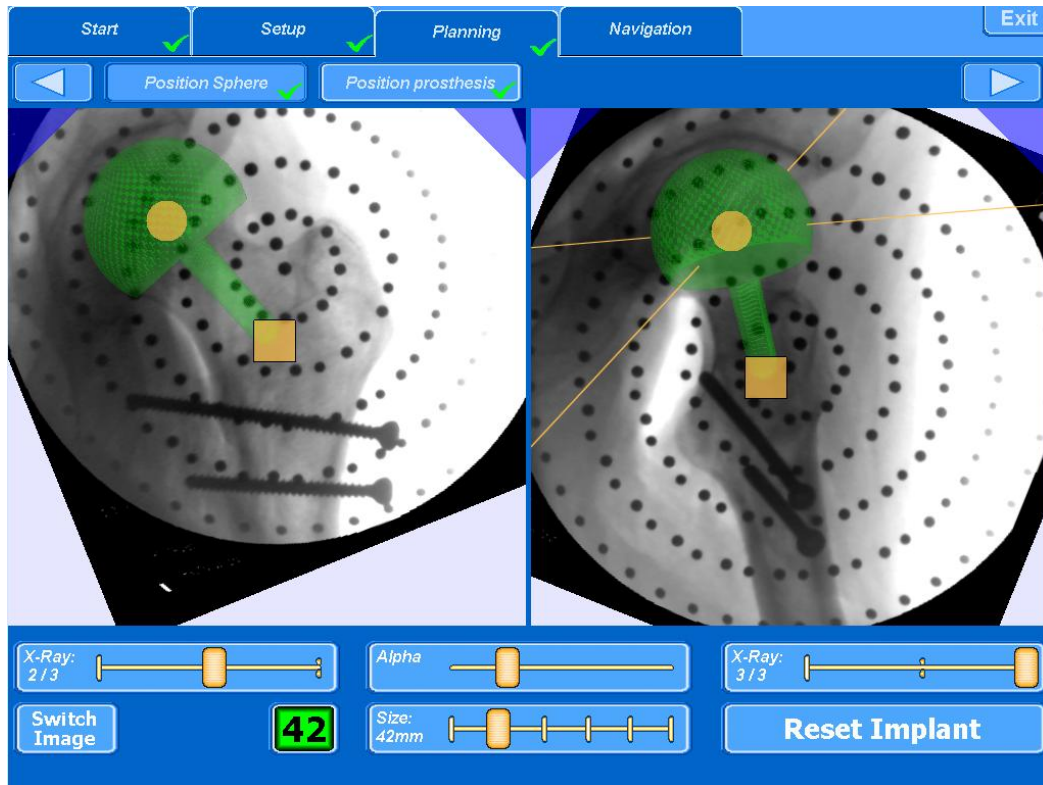 Start
Setup
Planning
Navigation
Exit
Position Sphere
Position prosthesis
X-Ray:
2 / 3
Alpha
X-Ray:
3 / 3
Switch
Image
42
Size:
42mm
Reset Implant